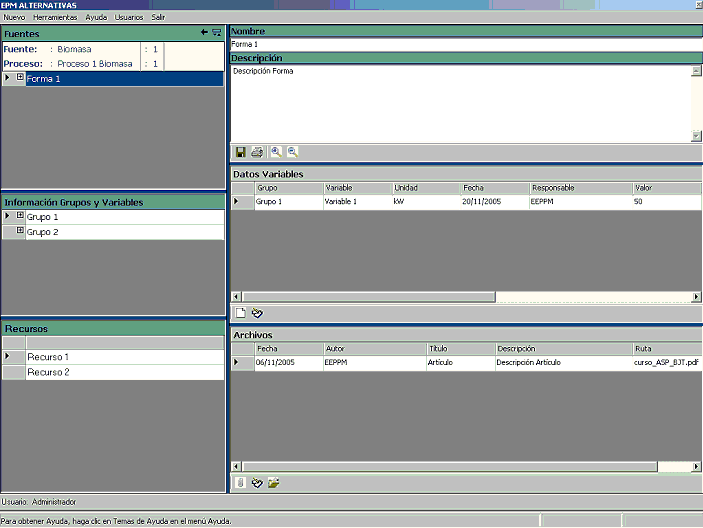 EPM ALTERNATIVAS
Nuevo Herramientas Ayuda Usuarios Salir
Fuentes
Fuente: : Biomasa : 1
Proceso: : Proceso 1 Biomasa : 1
Forma 1
Información Grupos y Variables
Grupo 1
Grupo 2
Recursos
Recurso 1
Recurso 2
Nombre
Forma 1
Descripción
Descripción Forma
Datos Variables
Grupo Variable Unidad Fecha Responsable Valor
Grupo 1 Variable 1 kW 20/11/2005 EEPPM 50
Archivos
Fecha Autor Título Descripción Ruta
06/11/2005 EEPPM Artículo Descripción Artículo curso_ASP_BJT.pdf
Usuario: Administrador
Para obtener Ayuda, haga clic en Temas de Ayuda en el menú Ayuda.